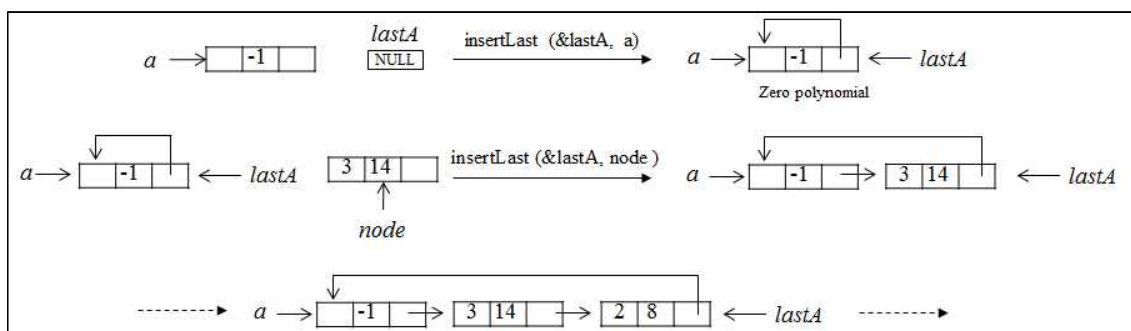 lastA
a -1 NULL insertLast (&lastA, a) a -1 lastA
Zero polynomial
a -1 lastA 3 14 insertLast (&lastA, node ) a -1 3 14 lastA
node
a -1 3 14 2 8 lastA